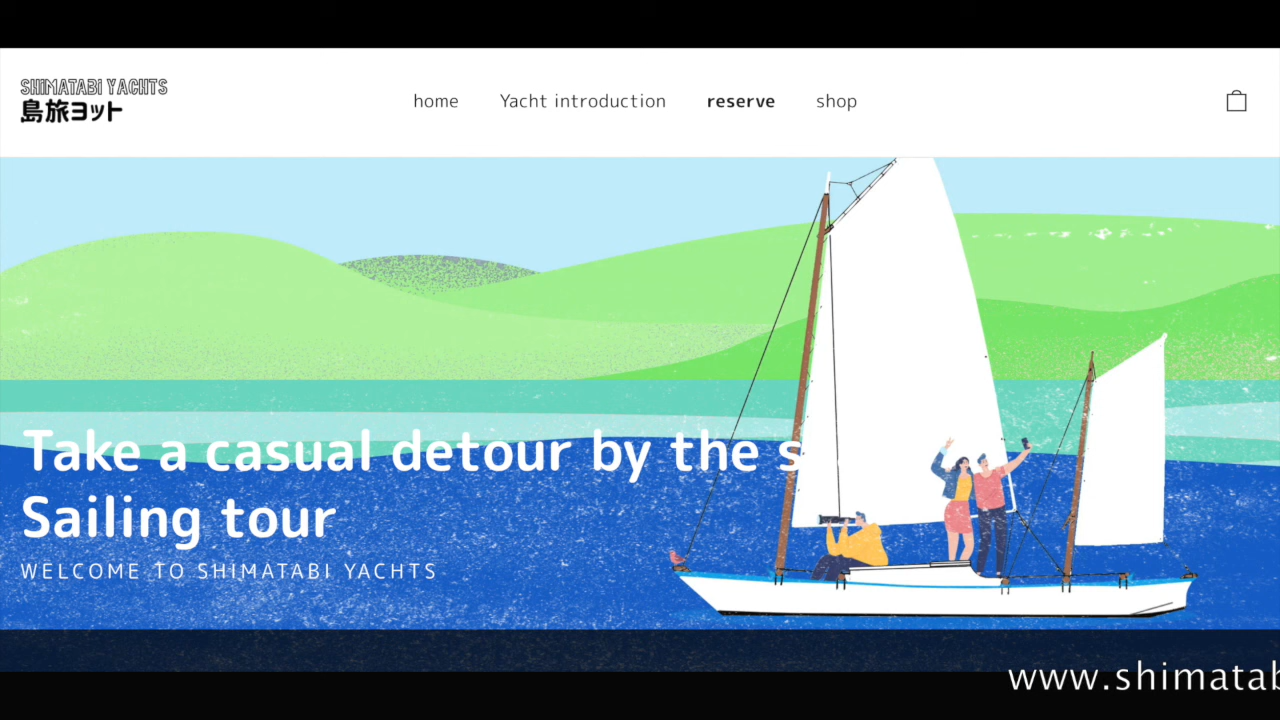 SHIMATABI YACHTS
島旅ヨット
home Yacht introduction reserve shop
Take a casual detour by the s
Sailing tour
WELCOME TO SHIMATABI YACHTS
www.shimatab